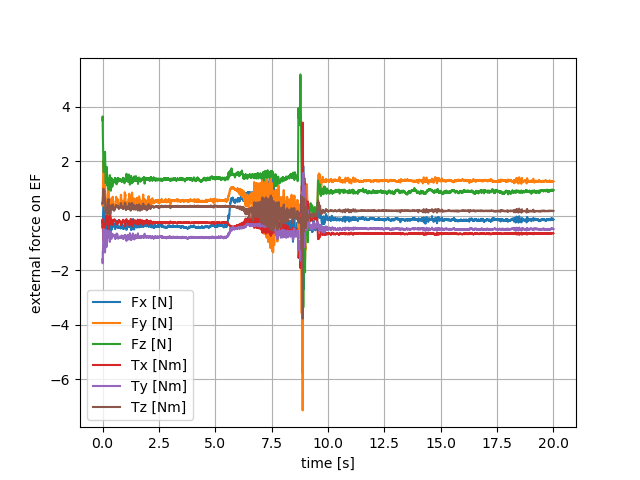 external force on EF
4
2
0
−2
−4
−6
Fx [N]
Fy [N]
Fz [N]
Tx [Nm]
Ty [Nm]
Tz [Nm]
0.0 2.5 5.0 7.5 10.0 12.5 15.0 17.5 20.0
time [s]